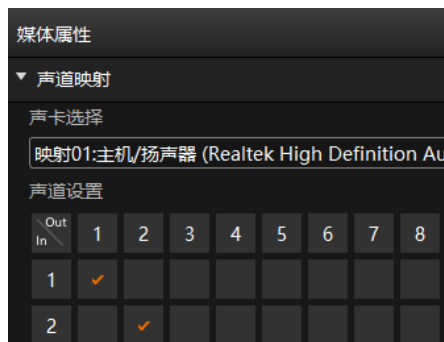 媒体属性
声道映射
声卡选择
映射01:主机/扬声器 (Realtek High Definition Au
声道设置
Out
In 1 2 3 4 5 6 7 8
1
2